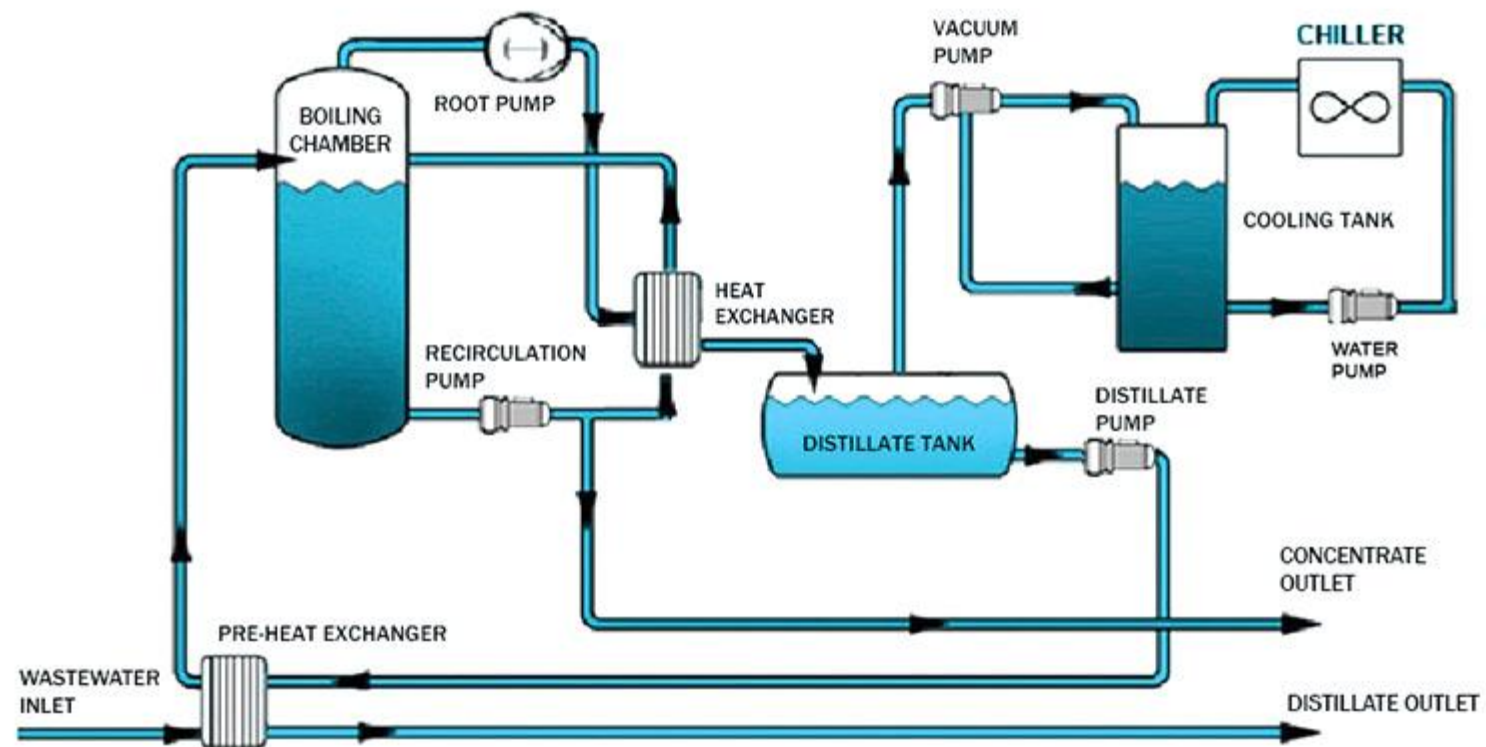 VACUUM
PUMP
CHILLER
ROOT PUMP
BOILING
CHAMBER
COOLING TANK
HEAT
EXCHANGER
RECIRCULATION
PUMP
WATER
PUMP
DISTILLATE
PUMP
DISTILLATE TANK
CONCENTRATE
OUTLET
PRE-HEAT EXCHANGER
WASTEWATER
INLET
DISTILLATE OUTLET